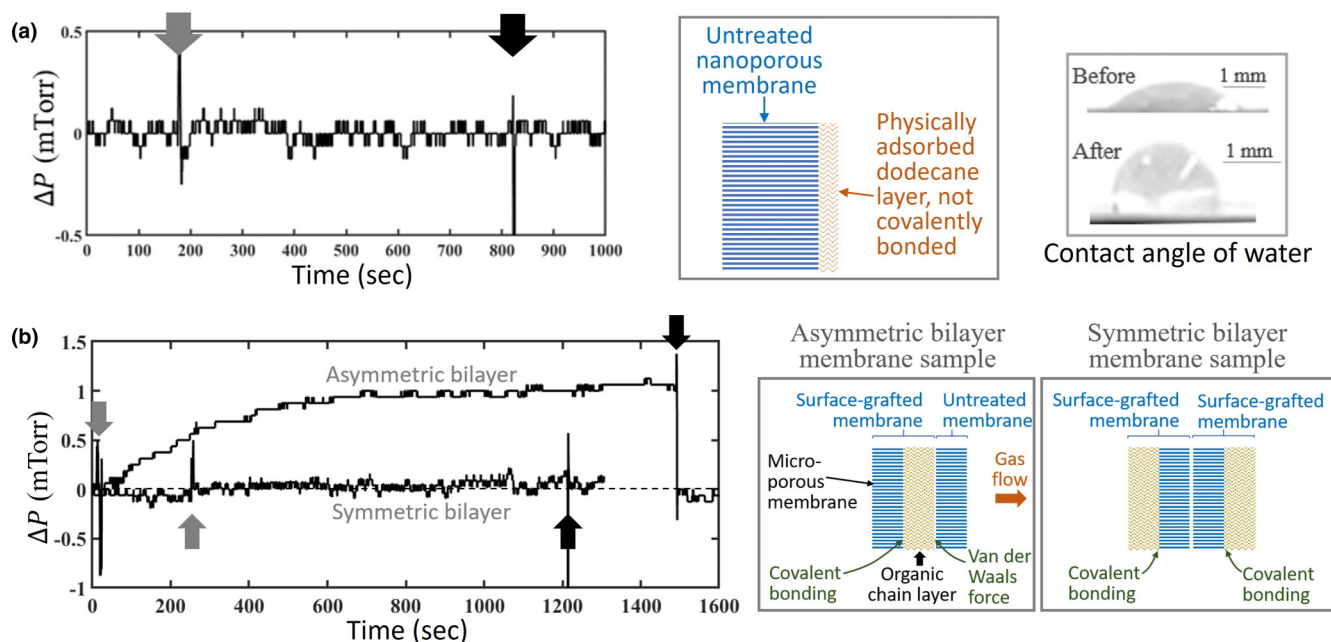 (a)
0.5
0
-0.5
ΔP (mTorr)
0 100 200 300 400 500 600 700 800 900 1000
Time (sec)
Untreated
nanoporous
membrane
Physically
adsorbed
dodecane
layer, not
covalently
bonded
Before
1 mm
After
1 mm
Contact angle of water
(b)
1.5
1
0.5
0
-0.5
-1
ΔP (mTorr)
Asymmetric bilayer
Symmetric bilayer
0 200 400 600 800 1000 1200 1400 1600
Time (sec)
Asymmetric bilayer
membrane sample
Surface-grafted
membrane
Untreated
membrane
Micro-
porous
membrane
Gas
flow
Covalent
bonding
Organic
chain layer
Van der
Waals
force
Symmetric bilayer
membrane sample
Surface-grafted
membrane
Surface-grafted
membrane
Covalent
bonding
Covalent
bonding